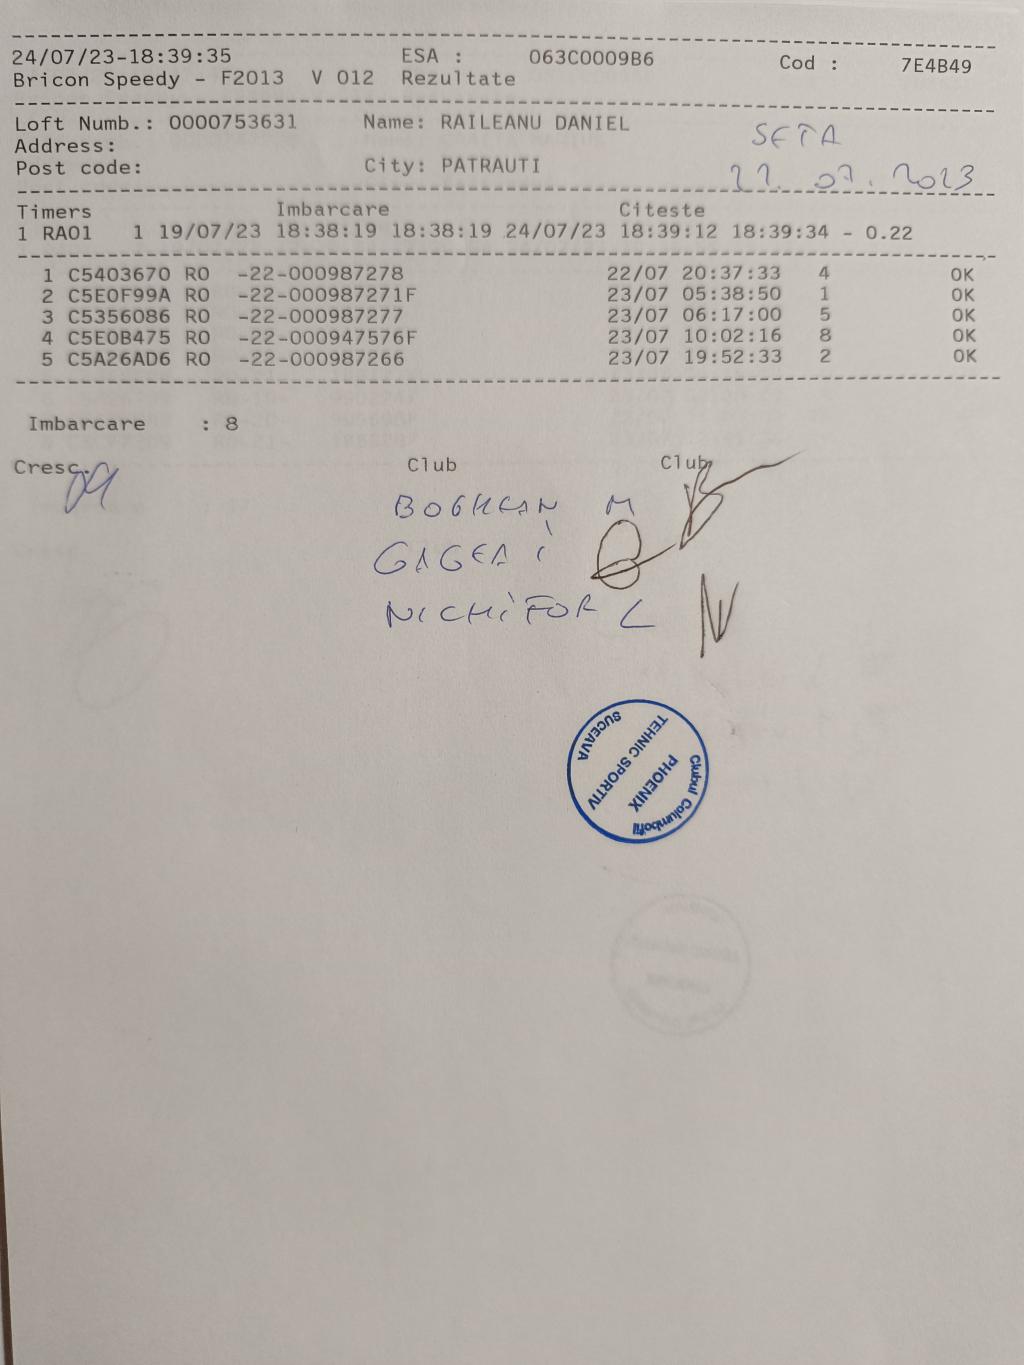 24/07/23-18:39:35 ESA : 063C0009B6 Cod : 7E4B49
Bricon Speedy - F2013 V 012 Rezultate
Loft Numb.: 0000753631 Name: RAILEANU DANIEL
SETA
Address:
Post code: City: PATRAUTI
22.07.2023
Timers Imbarcare Citeste
1 RA01 1 19/07/23 18:38:19 18:38:19 24/07/23 18:39:12 18:39:34 - 0.22
1 C5403670 RO -22-000987278 22/07 20:37:33 4 OK
2 C5E0F99A RO -22-000987271F 23/07 05:38:50 1 OK
3 C5356086 RO -22-000987277 23/07 06:17:00 5 OK
4 C5E0B475 RO -22-000947576F 23/07 10:02:16 8 OK
5 C5A26AD6 RO -22-000987266 23/07 19:52:33 2 OK
Imbarcare : 8
Cresc. Club Club
BOGHEAN M
GAGEA I
NICHIFOR L
Clubul Columbofil
PHOENIX
TEHNIC SPORTIV
SUCEAVA